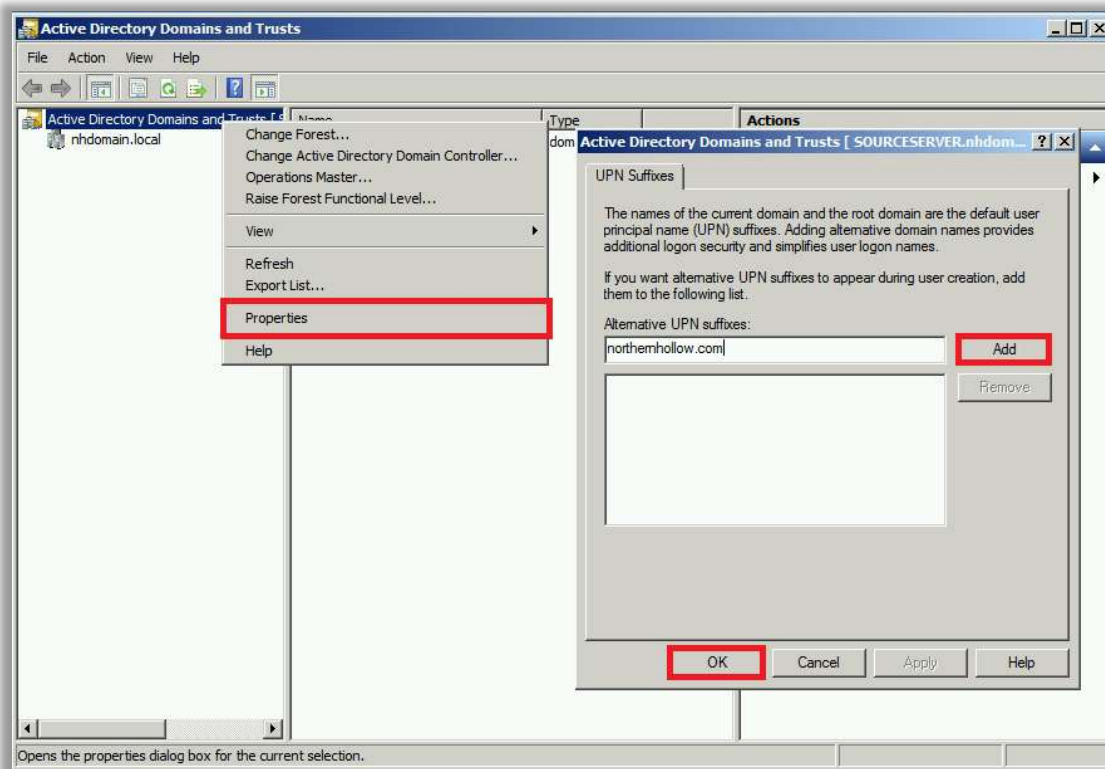 Active Directory Domains and Trusts
File Action View Help
Active Directory Domains and Trusts [ S
nhdomain.local
Name
Type
dom
Actions
Change Forest...
Change Active Directory Domain Controller...
Operations Master...
Raise Forest Functional Level...
View
Refresh
Export List...
Properties
Help
Active Directory Domains and Trusts [ SOURCESERVER.nhdom...
UPN Suffixes
The names of the current domain and the root domain are the default user
principal name (UPN) suffixes. Adding alternative domain names provides
additional logon security and simplifies user logon names.
If you want alternative UPN suffixes to appear during user creation, add
them to the following list.
Alternative UPN suffixes:
northernhollow.com
Add
Remove
OK Cancel Apply Help
Opens the properties dialog box for the current selection.